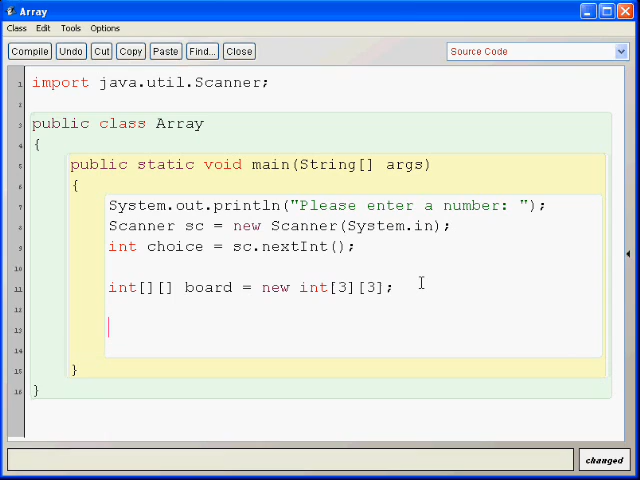 Array
Class Edit Tools Options
Compile Undo Cut Copy Paste Find... Close Source Code
1 import java.util.Scanner;
2
3 public class Array
4 {
5 public static void main(String[] args)
6 {
7 System.out.println("Please enter a number: ");
8 Scanner sc = new Scanner(System.in);
9 int choice = sc.nextInt();
10
11 int[][] board = new int[3][3];
12
13
14
15 }
16 }
changed